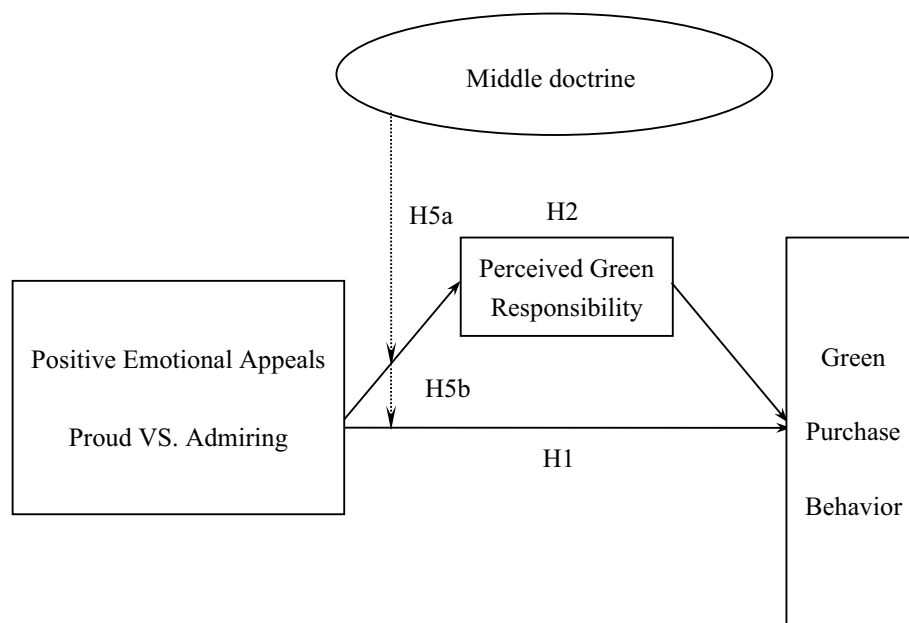 Middle doctrine
H5a
H2
Perceived Green
Responsibility
Positive Emotional Appeals
Proud VS. Admiring
H5b
H1
Green
Purchase
Behavior